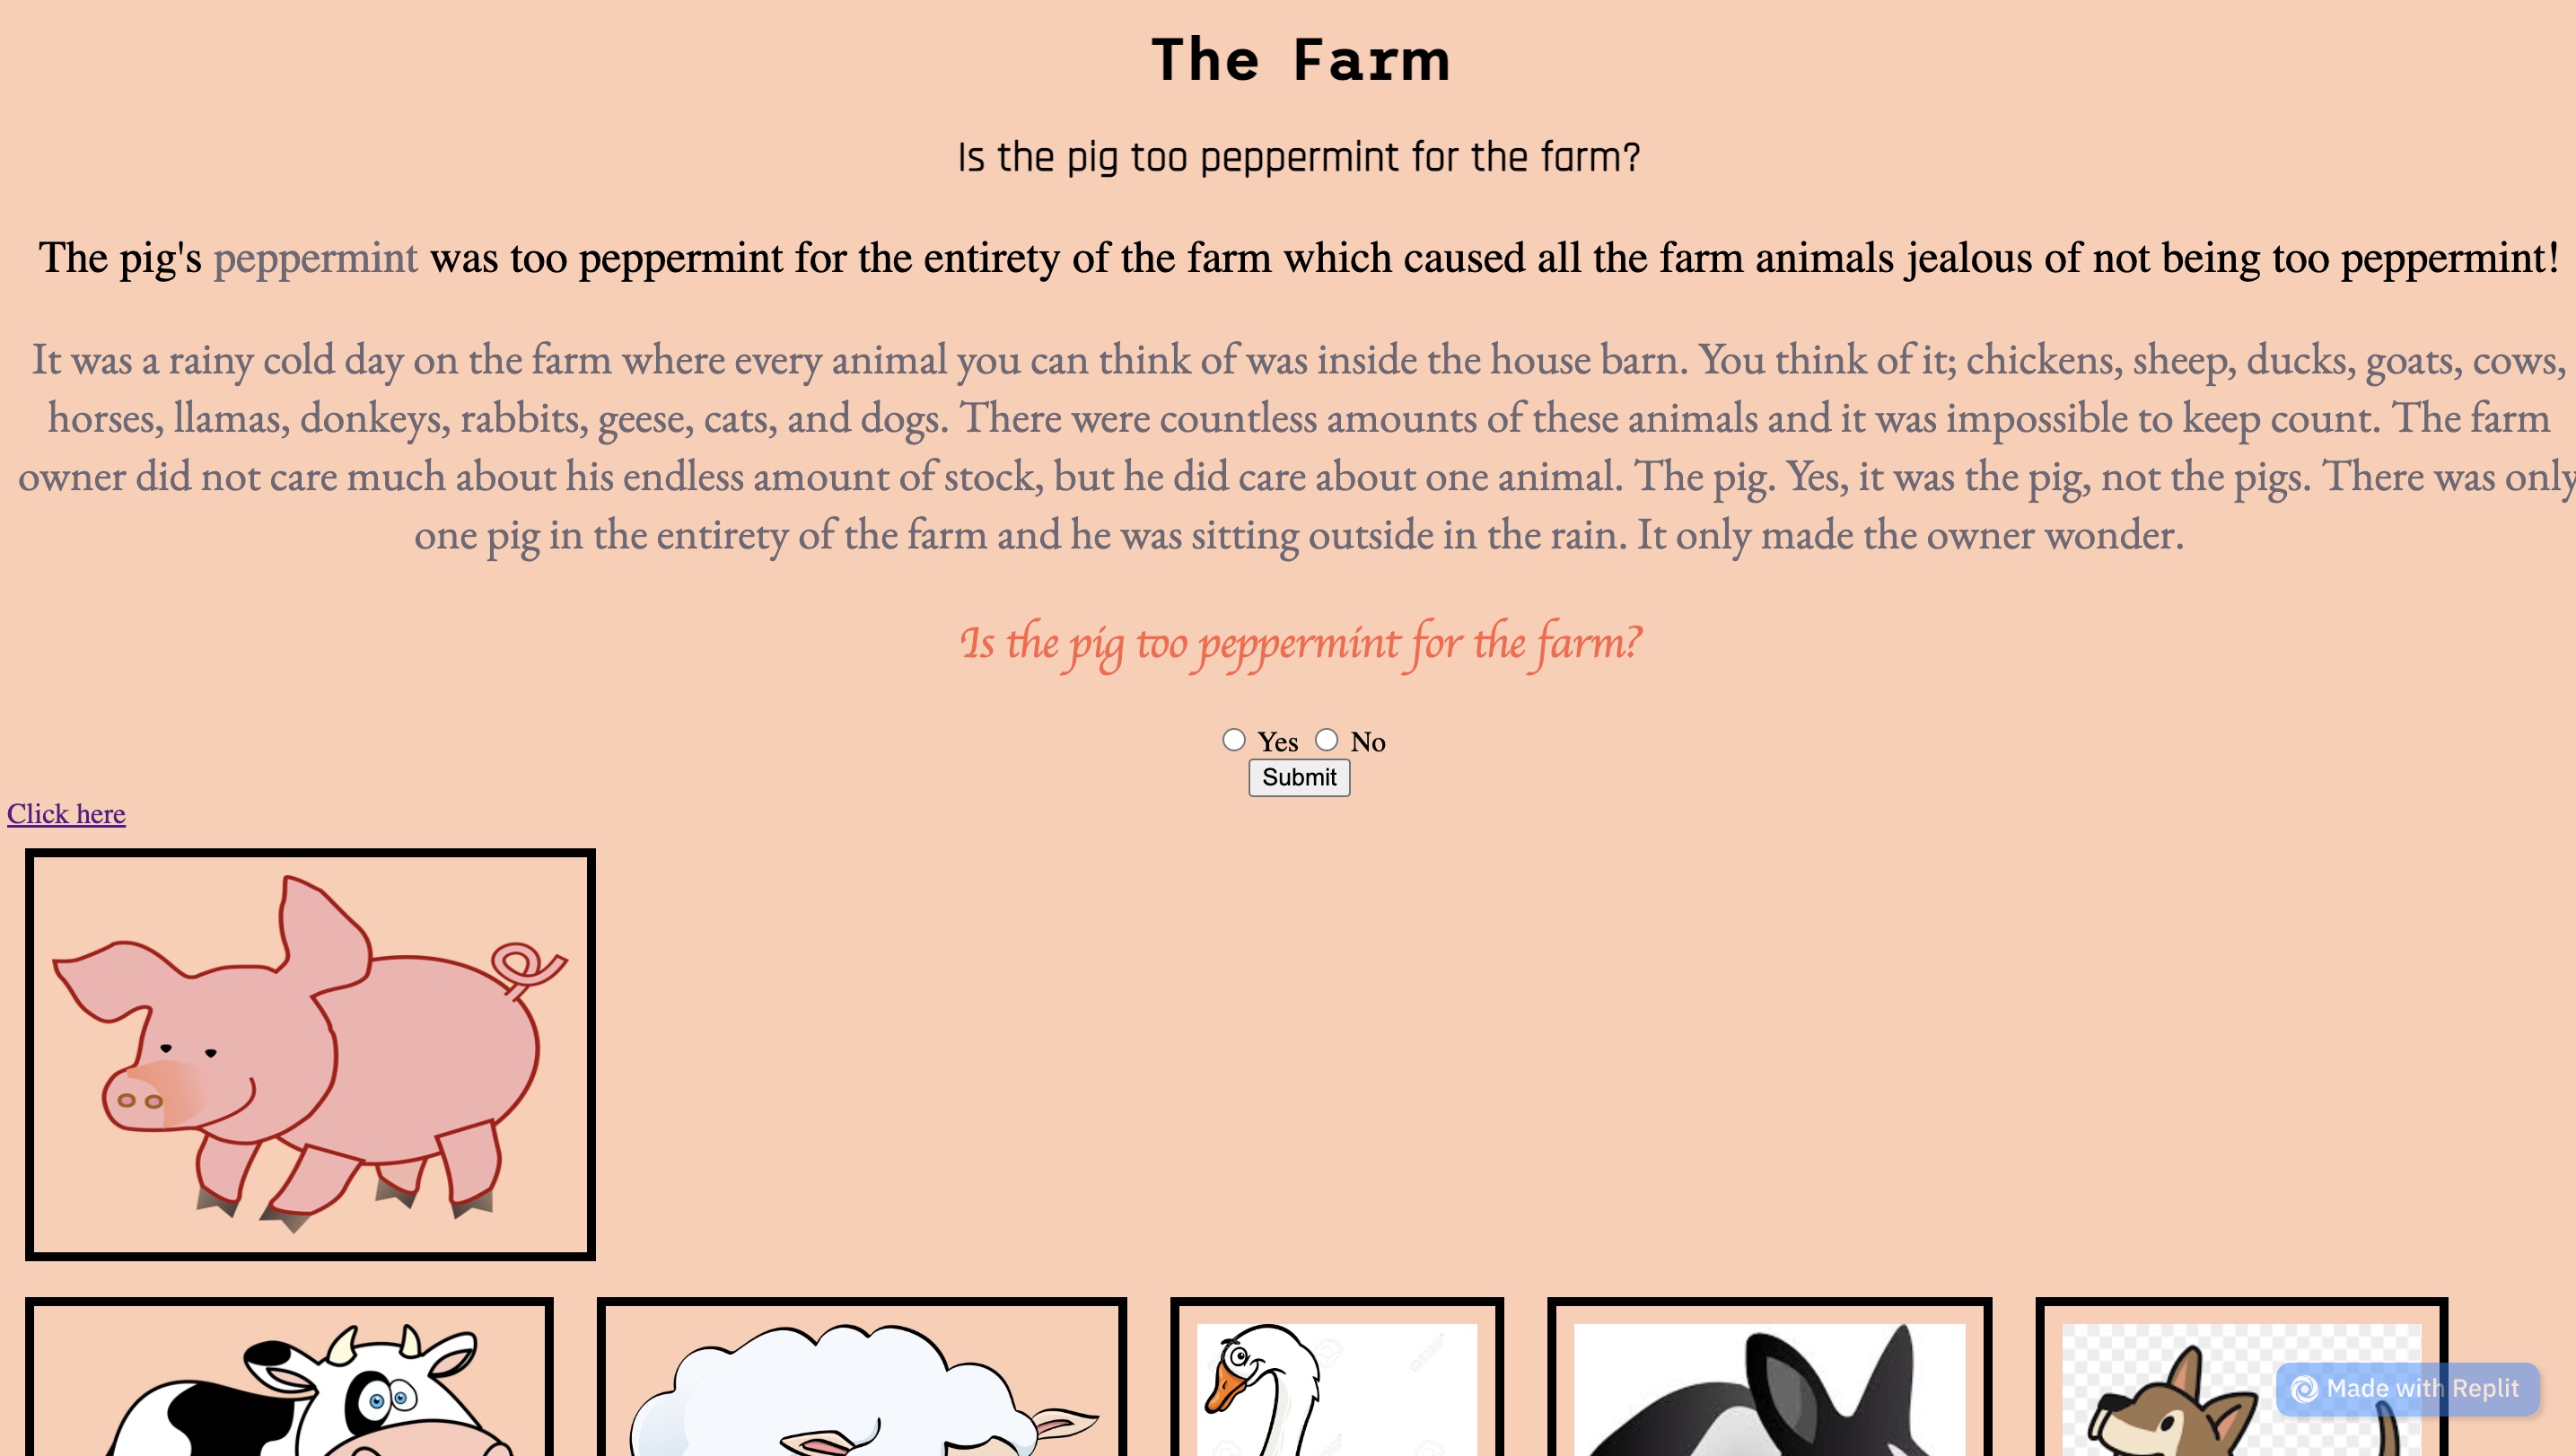 The Farm
Is the pig too peppermint for the farm?
The pig's peppermint was too peppermint for the entirety of the farm which caused all the farm animals jealous of not being too peppermint!
It was a rainy cold day on the farm where every animal you can think of was inside the house barn. You think of it; chickens, sheep, ducks, goats, cows,
horses, llamas, donkeys, rabbits, geese, cats, and dogs. There were countless amounts of these animals and it was impossible to keep count. The farm
owner did not care much about his endless amount of stock, but he did care about one animal. The pig. Yes, it was the pig, not the pigs. There was only
one pig in the entirety of the farm and he was sitting outside in the rain. It only made the owner wonder.
Is the pig too peppermint for the farm?
Yes No
Submit
Click here
Made with Replit